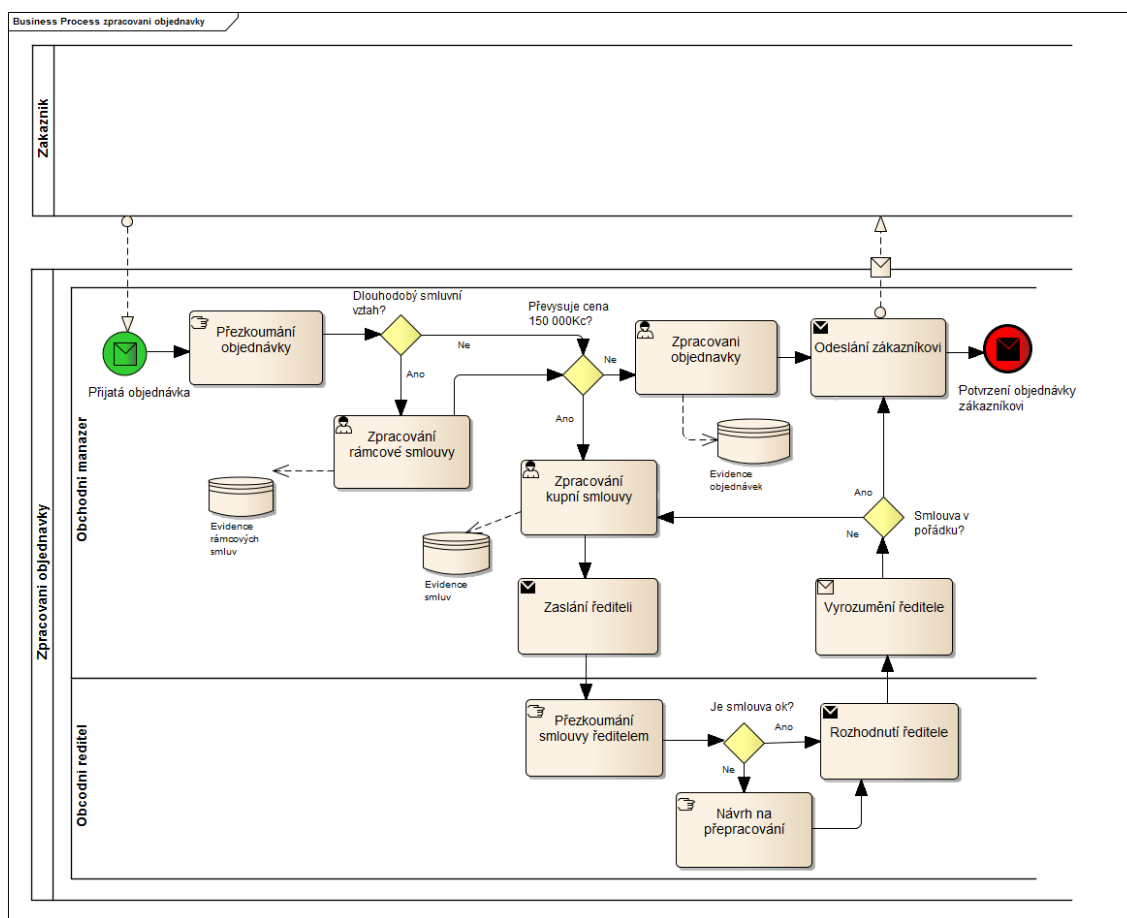 Business Process zpracovani objednavky
Zakaznik
Zpracovani objednavky
Obchodni manazer
Přijatá objednávka
Přezkoumání
objednávky
Dlouhodobý smluvní
vztah?
Ne
Ano
Zpracování
rámcové smlouvy
Evidence
rámcových
smluv
Převysuje cena
150 000Kc?
Ne
Ano
Zpracovani
objednavky
Evidence
objednávek
Odeslání zákazníkovi
Potvrzení objednávky
zákazníkovi
Zpracování
kupní smlouvy
Evidence
smluv
Zaslání řediteli
Ano
Ne
Smlouva v
pořádku?
Vyrozumění ředitele
Obcodni reditel
Přezkoumání
smlouvy ředitelem
Je smlouva ok?
Ano
Ne
Rozhodnutí ředitele
Návrh na
přepracování